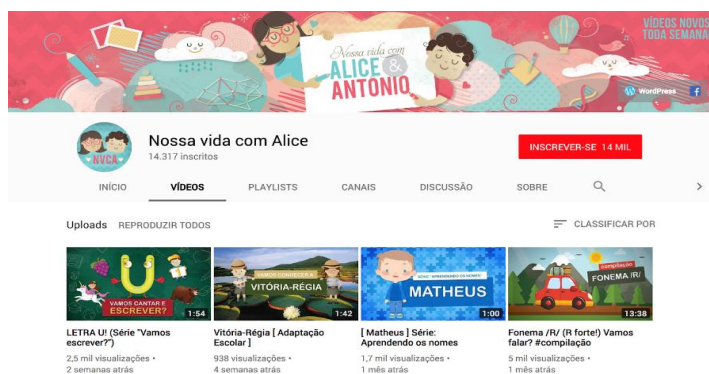 VÍDEOS NOVOS
TODA SEMANA
Nossa vida com
ALICE &
ANTONIO
WordPress
NVCA
Nossa vida com Alice
14.317 inscritos
INSCREVER-SE 14 MIL
INÍCIO VÍDEOS PLAYLISTS CANAIS DISCUSSÃO SOBRE
Uploads REPRODUZIR TODOS CLASSIFICAR POR
U
VAMOS CANTAR E
ESCREVER?
1:54
VAMOS CONHECER A
VITÓRIA-RÉGIA
1:42
SÉRIE "APRENDENDO OS NOMES"
MATHEUS
1:00
compilação
FONEMA /R/
13:38
LETRA U! (Série "Vamos
escrever?")
2,5 mil visualizações •
2 semanas atrás
Vitória-Régia [ Adaptação
Escolar ]
938 visualizações •
4 semanas atrás
[ Matheus ] Série:
Aprendendo os nomes
1,7 mil visualizações •
1 mês atrás
Fonema /R/ (R forte!) Vamos
falar? #compilação
5 mil visualizações •
1 mês atrás